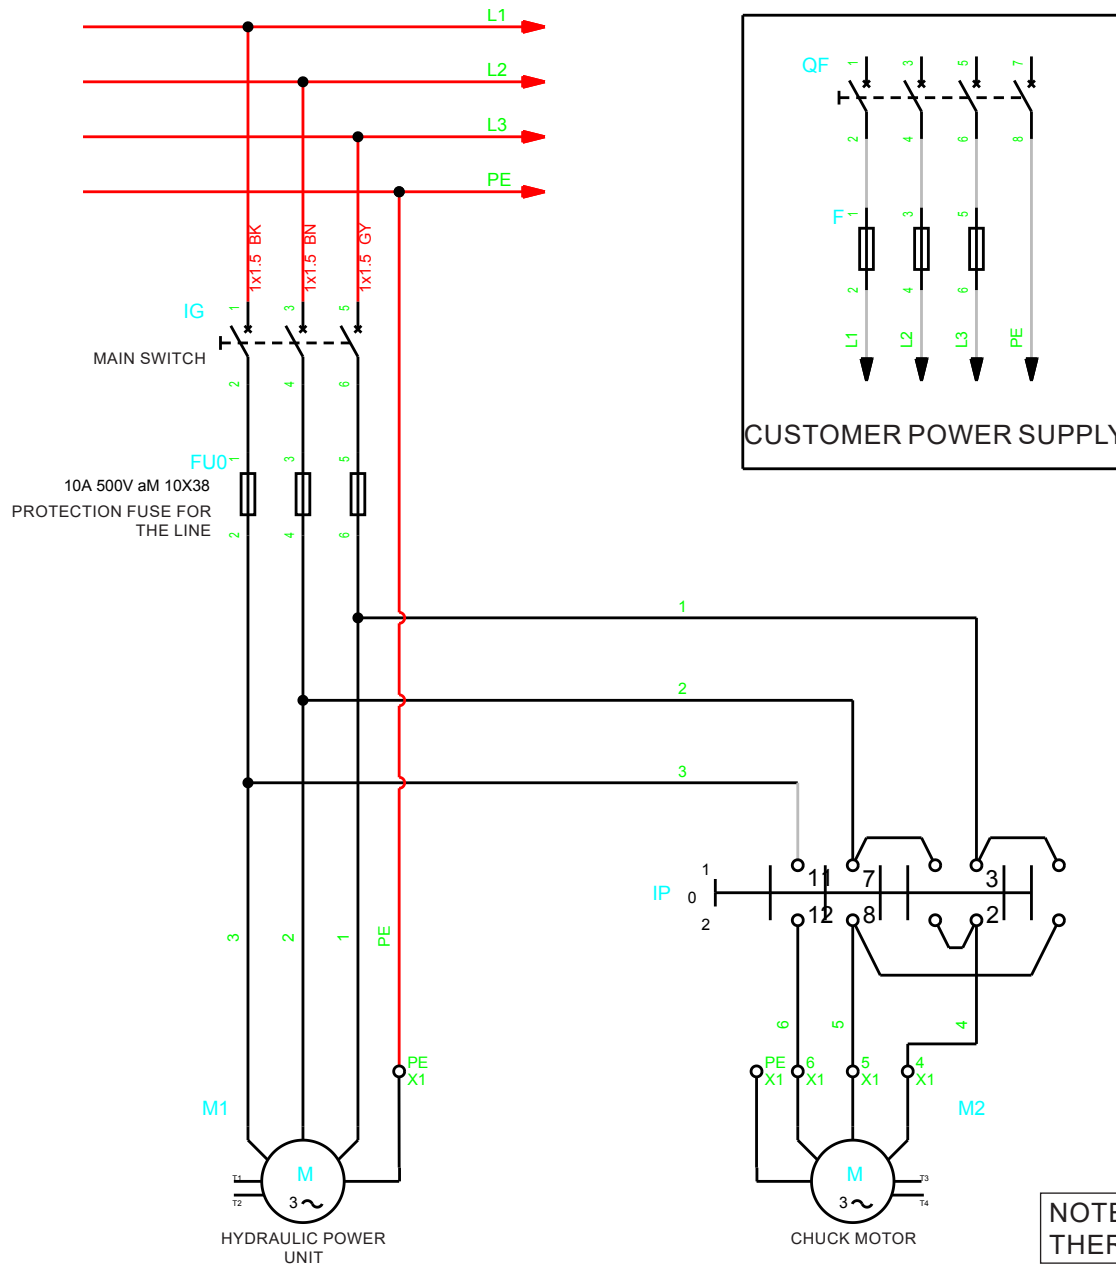 L1
L2
L3
PE
1x1.5 BK
1x1.5 BN
1x1.5 GY
IG
1
3
5
MAIN SWITCH
2
4
6
FU0
1
3
5
10A 500V aM 10X38
PROTECTION FUSE FOR
THE LINE
2
4
6
QF
1
3
5
7
2
4
6
8
F
1
3
5
2
4
6
L1
L2
L3
PE
CUSTOMER POWER SUPPLY
1
2
3
IP
1
0
2
11
7
3
12
8
2
3
2
1
PE
6
5
4
PE
X1
PE
X1
6
X1
5
X1
4
X1
M1
M2
M
3
T1
T2
HYDRAULIC POWER
UNIT
M
3
T3
T4
CHUCK MOTOR
NOTE
THER